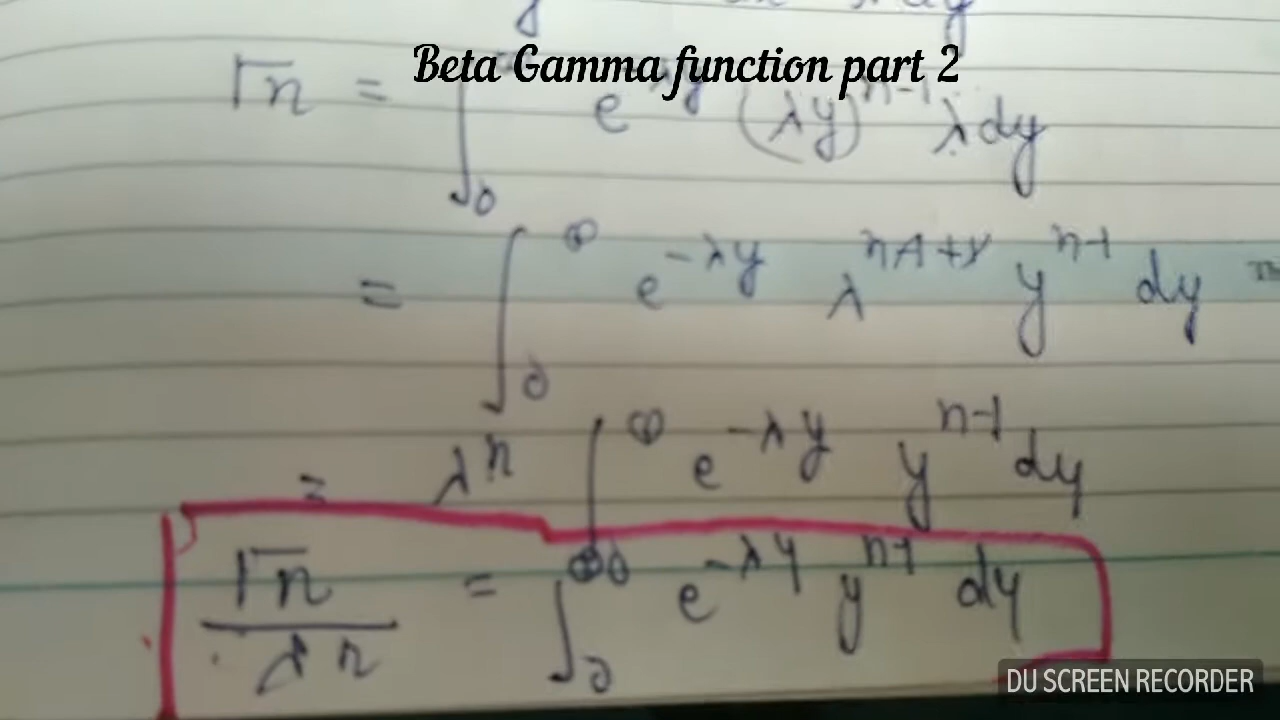 Beta Gamma function part 2
Γn = ∫₀ e^-λy (λy)^n-1 λdy
= ∫₀^∞ e^-λy λ^n-1+1 y^n-1 dy
= λ^n ∫₀^∞ e^-λy y^n-1 dy
Γn / λ^n = ∫₀^∞ e^-λy y^n-1 dy
DU SCREEN RECORDER